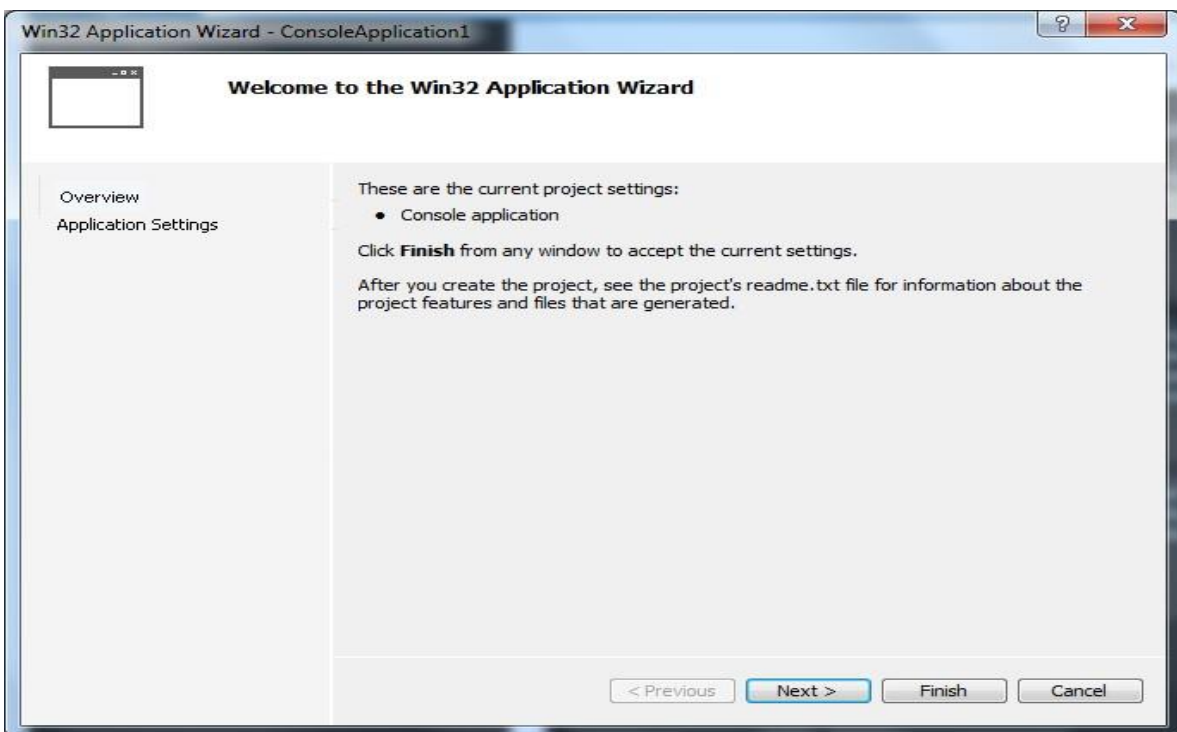 Win32 Application Wizard - ConsoleApplication1
Welcome to the Win32 Application Wizard
Overview
Application Settings
These are the current project settings:
• Console application
Click Finish from any window to accept the current settings.
After you create the project, see the project's readme.txt file for information about the
project features and files that are generated.
< Previous
Next >
Finish
Cancel